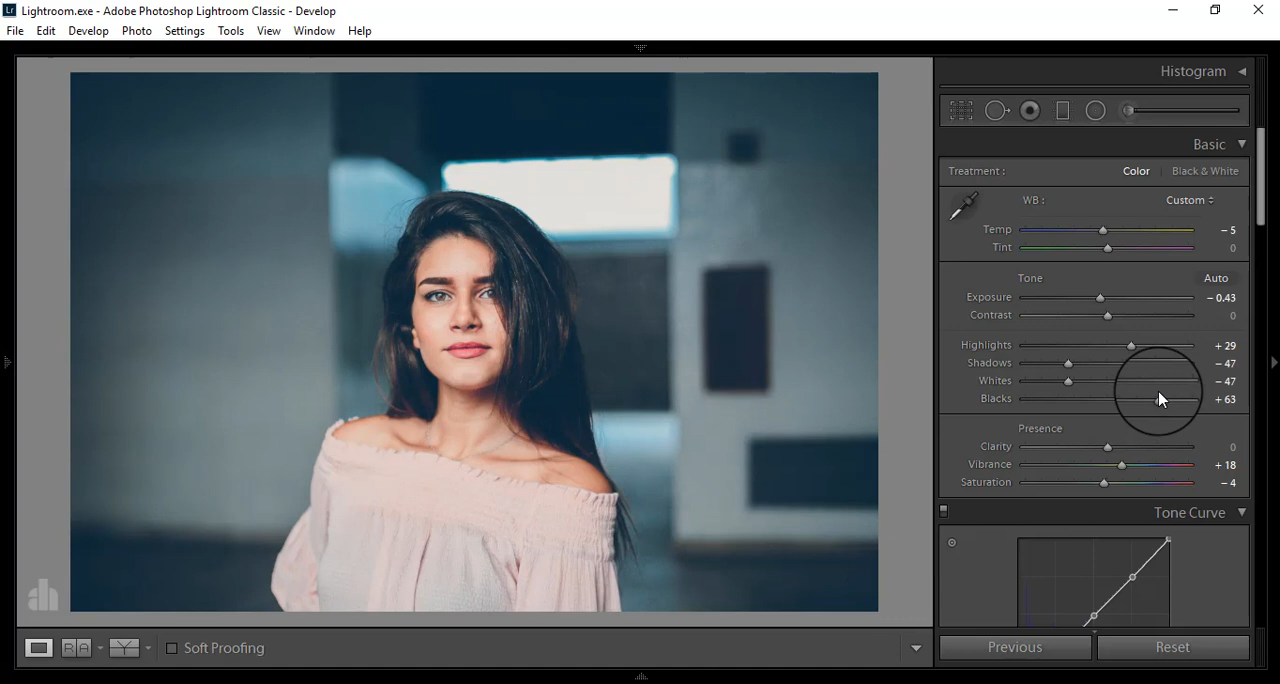 Lr Lightroom.exe - Adobe Photoshop Lightroom Classic - Develop
File Edit Develop Photo Settings Tools View Window Help
Histogram
Basic
Treatment : Color Black & White
WB : Custom
Temp - 5
Tint 0
Tone Auto
Exposure - 0.43
Contrast 0
Highlights + 29
Shadows - 47
Whites - 47
Blacks + 63
Presence
Clarity 0
Vibrance + 18
Saturation - 4
Tone Curve
ah
R A Y Soft Proofing
Previous Reset